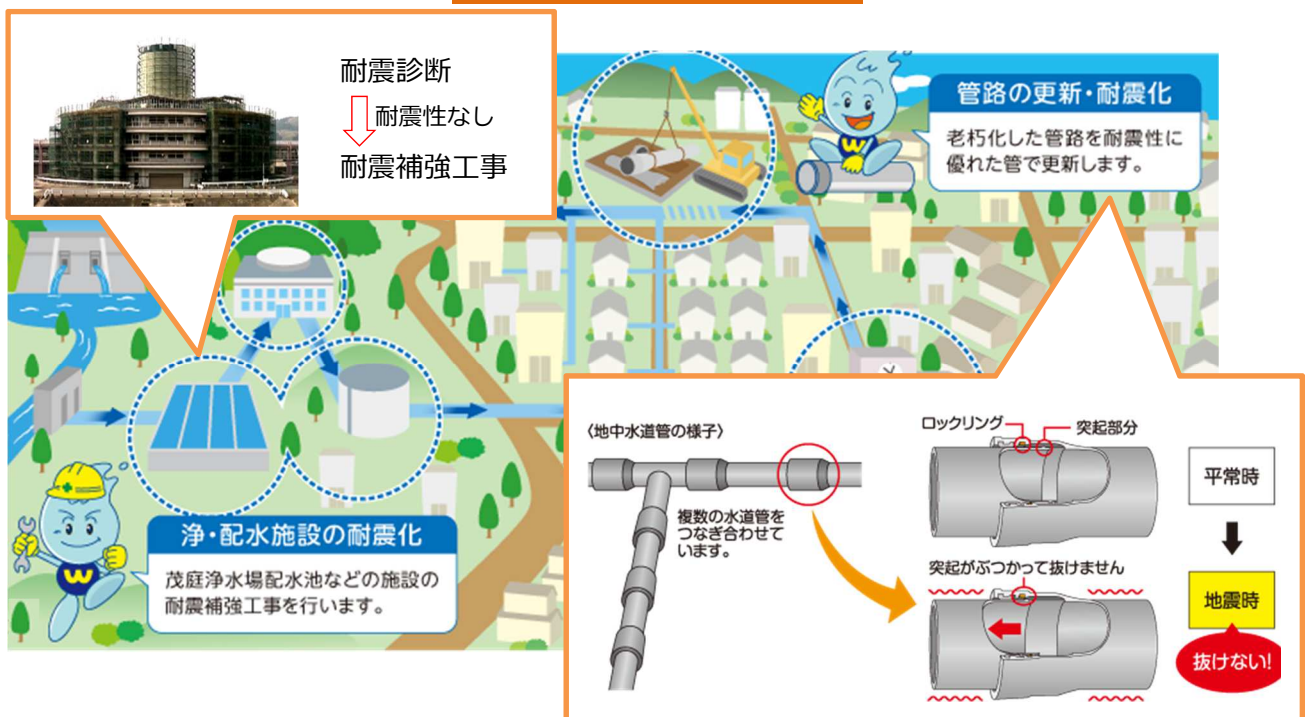 耐震診断
耐震性なし
耐震補強工事
管路の更新・耐震化
老朽化した管路を耐震性に
優れた管で更新します。
W
浄・配水施設の耐震化
茂庭浄水場配水池などの施設の
耐震補強工事を行います。
W
〈地中水道管の様子〉
複数の水道管を
つなぎ合わせて
います。
ロックリング
突起部分
平常時
突起がぶつかって抜けません
地震時
抜けない!